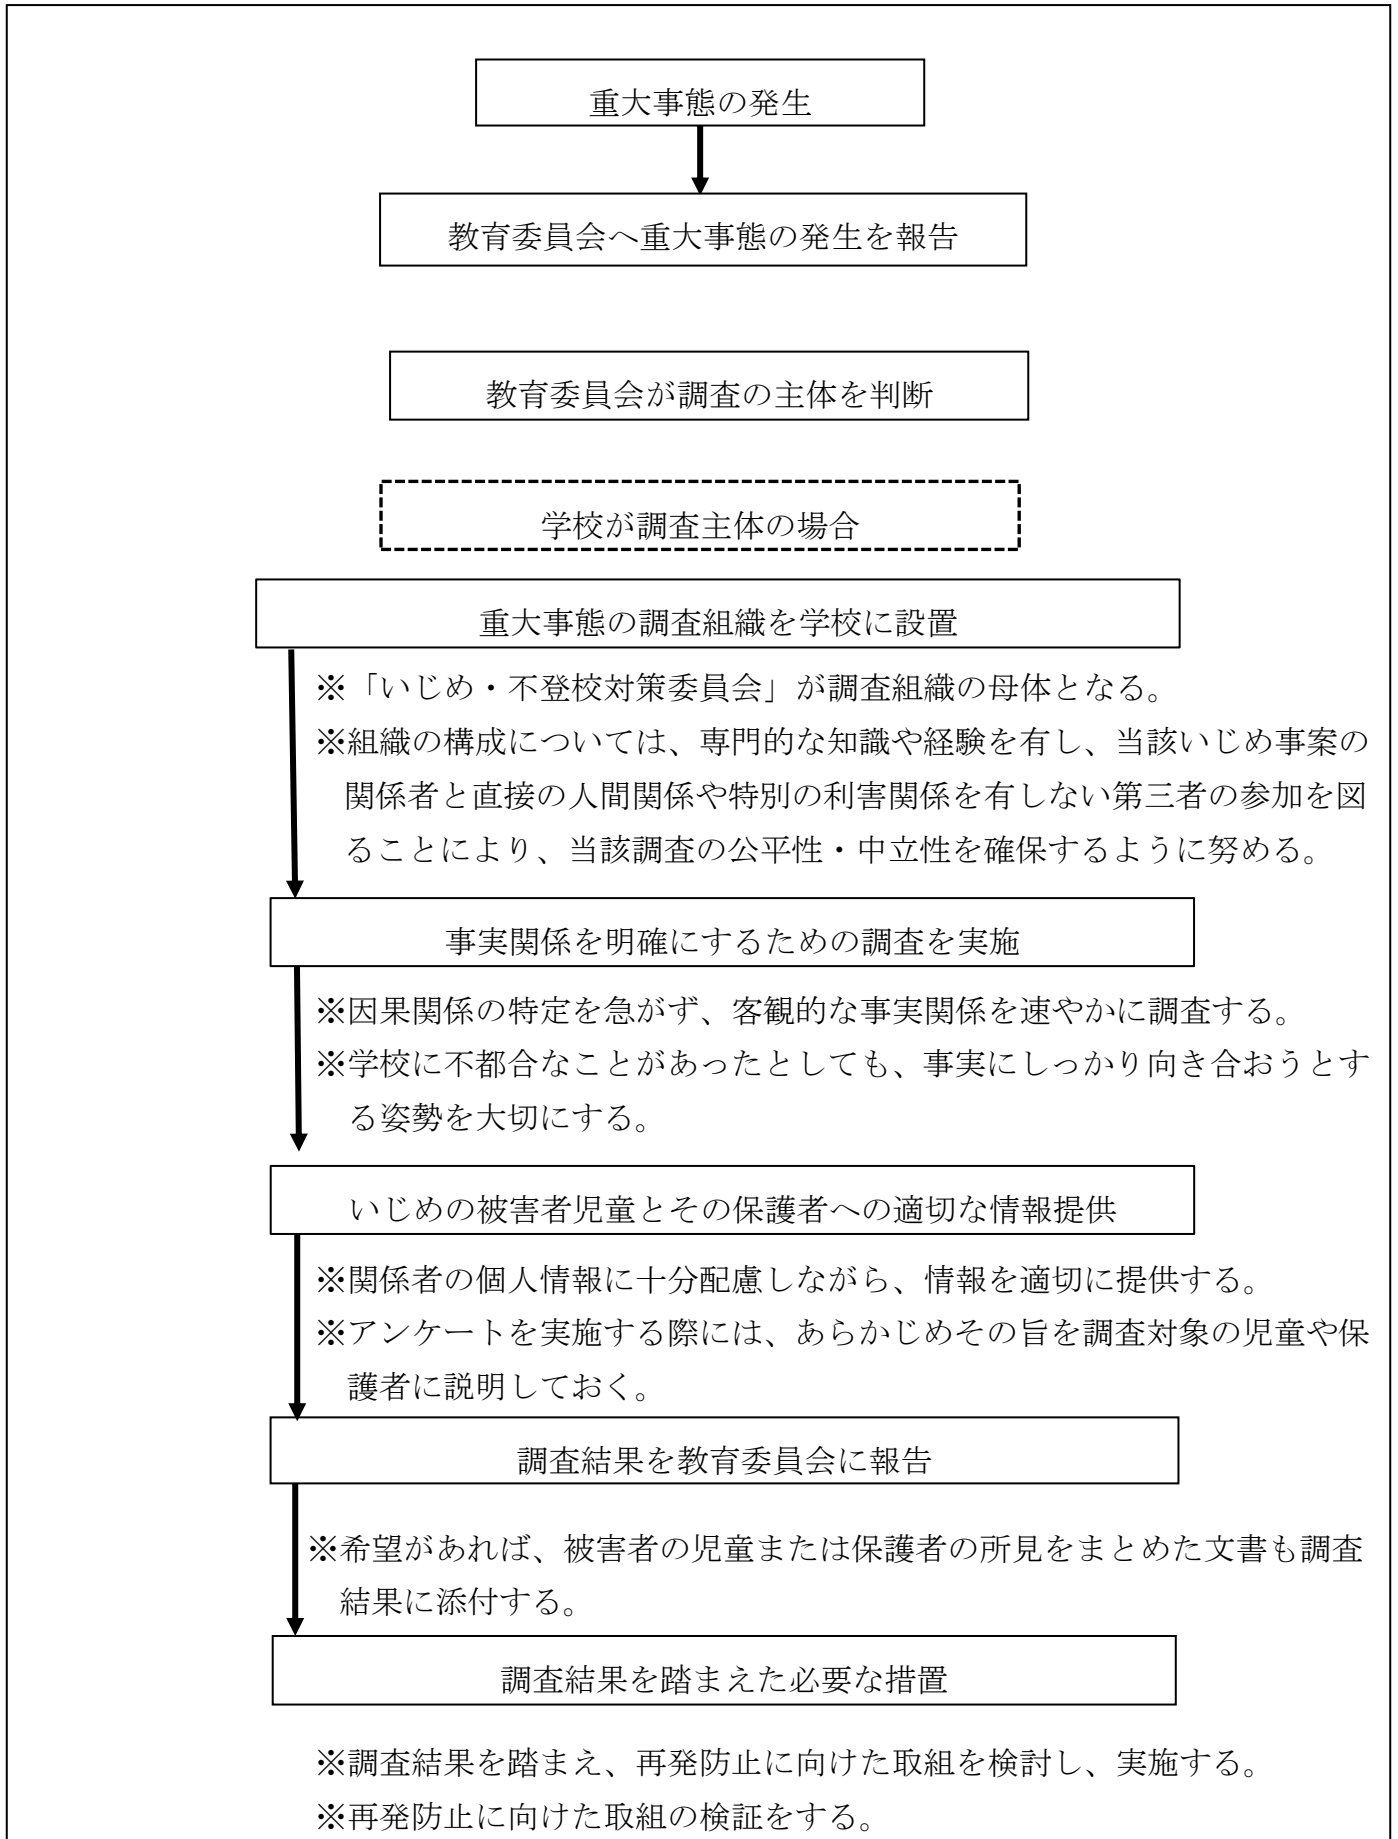 重大事態の発生
教育委員会へ重大事態の発生を報告
教育委員会が調査の主体を判断
学校が調査主体の場合
重大事態の調査組織を学校に設置
※「いじめ・不登校対策委員会」が調査組織の母体となる。
※組織の構成については、専門的な知識や経験を有し、当該いじめ事案の
関係者と直接の人間関係や特別の利害関係を有しない第三者の参加を図
ることにより、当該調査の公平性・中立性を確保するように努める。
事実関係を明確にするための調査を実施
※因果関係の特定を急がず、客観的な事実関係を速やかに調査する。
※学校に不都合なことがあったとしても、事実にしっかり向き合おうとす
る姿勢を大切にする。
いじめの被害者児童とその保護者への適切な情報提供
※関係者の個人情報に十分配慮しながら、情報を適切に提供する。
※アンケートを実施する際には、あらかじめその旨を調査対象の児童や保
護者に説明しておく。
調査結果を教育委員会に報告
※希望があれば、被害者の児童または保護者の所見をまとめた文書も調査
結果に添付する。
調査結果を踏まえた必要な措置
※調査結果を踏まえ、再発防止に向けた取組を検討し、実施する。
※再発防止に向けた取組の検証をする。